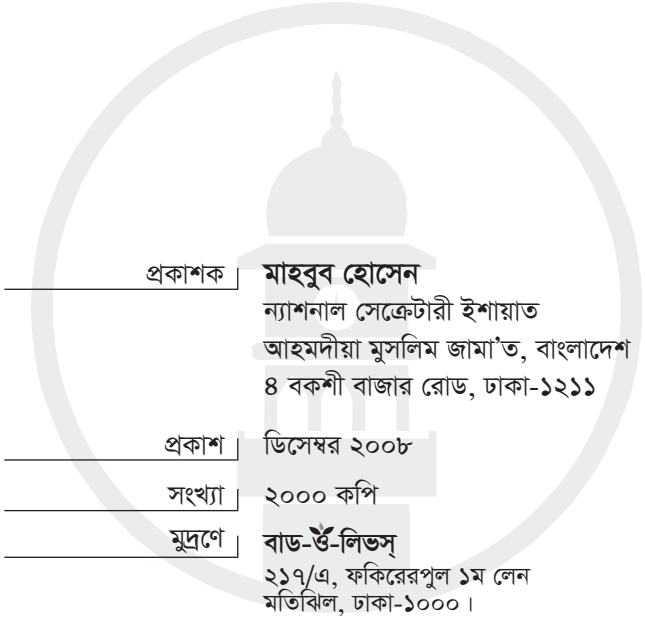 প্রকাশক মাহবুব হোসেন
ন্যাশনাল সেক্রেটারী ইশায়াত
আহমদীয়া মুসলিম জামা’ত, বাংলাদেশ
৪ বকশী বাজার রোড, ঢাকা-১২১১
প্রকাশ ডিসেম্বর ২০০৮
সংখ্যা ২০০০ কপি
মুদ্রণে বাড-ও-লিভস্
২১৭/এ, ফকিরেরপুল ১ম লেন
মতিঝিল, ঢাকা-১০০০।